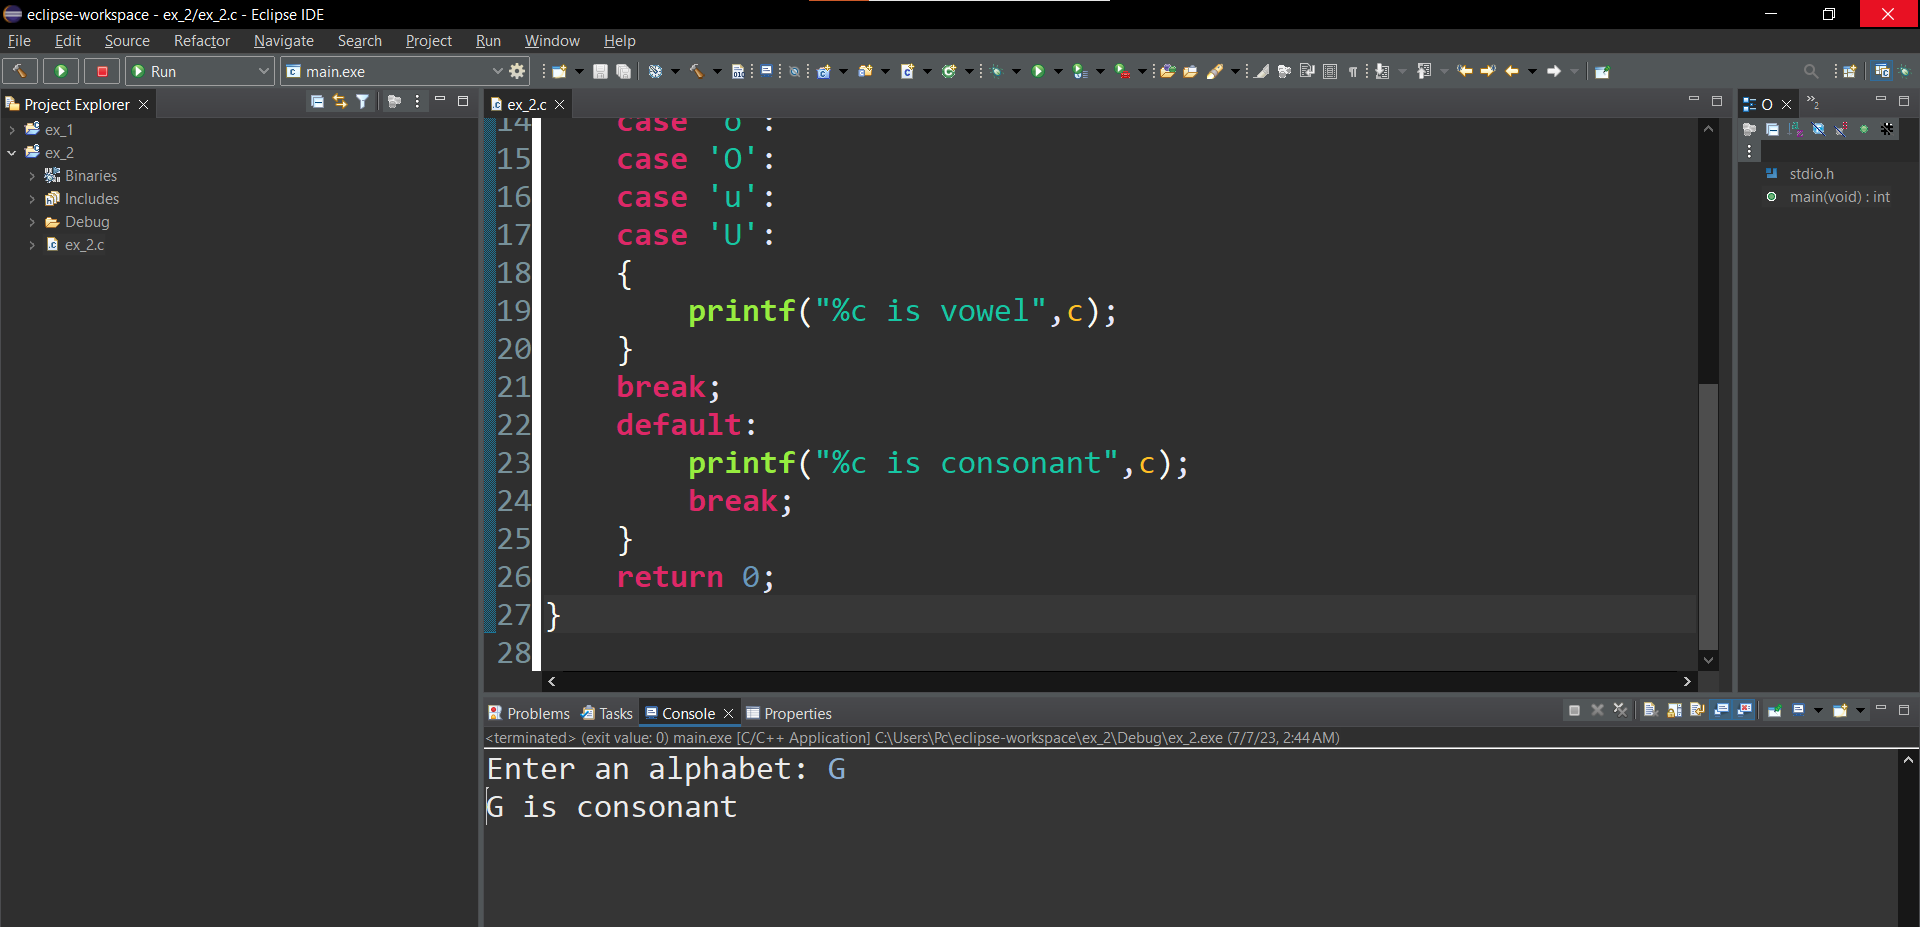 eclipse-workspace - ex_2/ex_2.c - Eclipse IDE
File Edit Source Refactor Navigate Search Project Run Window Help
Run main.exe
Project Explorer
ex_1
ex_2
Binaries
Includes
Debug
ex_2.c
ex_2.c
14 case 'o':
15 case 'O':
16 case 'u':
17 case 'U':
18 {
19 printf("%c is vowel",c);
20 }
21 break;
22 default:
23 printf("%c is consonant",c);
24 break;
25 }
26 return 0;
27 }
28
O
2
stdio.h
main(void) : int
Problems Tasks Console Properties
<terminated> (exit value: 0) main.exe [C/C++ Application] C:\Users\Pc\eclipse-workspace\ex_2\Debug\ex_2.exe (7/7/23, 2:44 AM)
Enter an alphabet: G
G is consonant